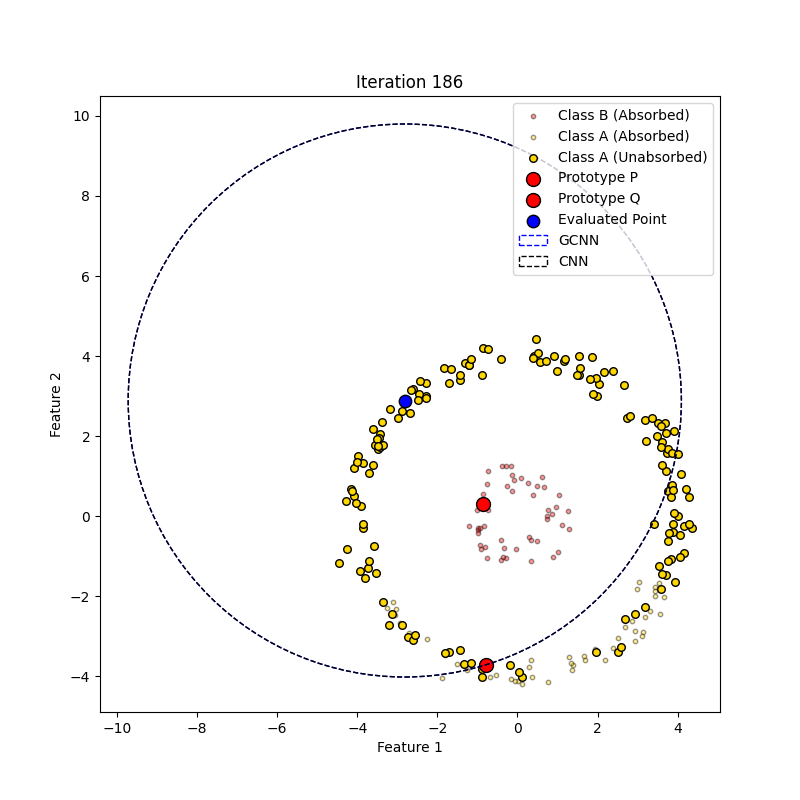 Iteration 186
Class B (Absorbed)
Class A (Absorbed)
Class A (Unabsorbed)
Prototype P
Prototype Q
Evaluated Point
GCNN
CNN
10
8
6
4
2
0
−2
−4
Feature 2
−10
−8
−6
−4
−2
0
2
4
Feature 1